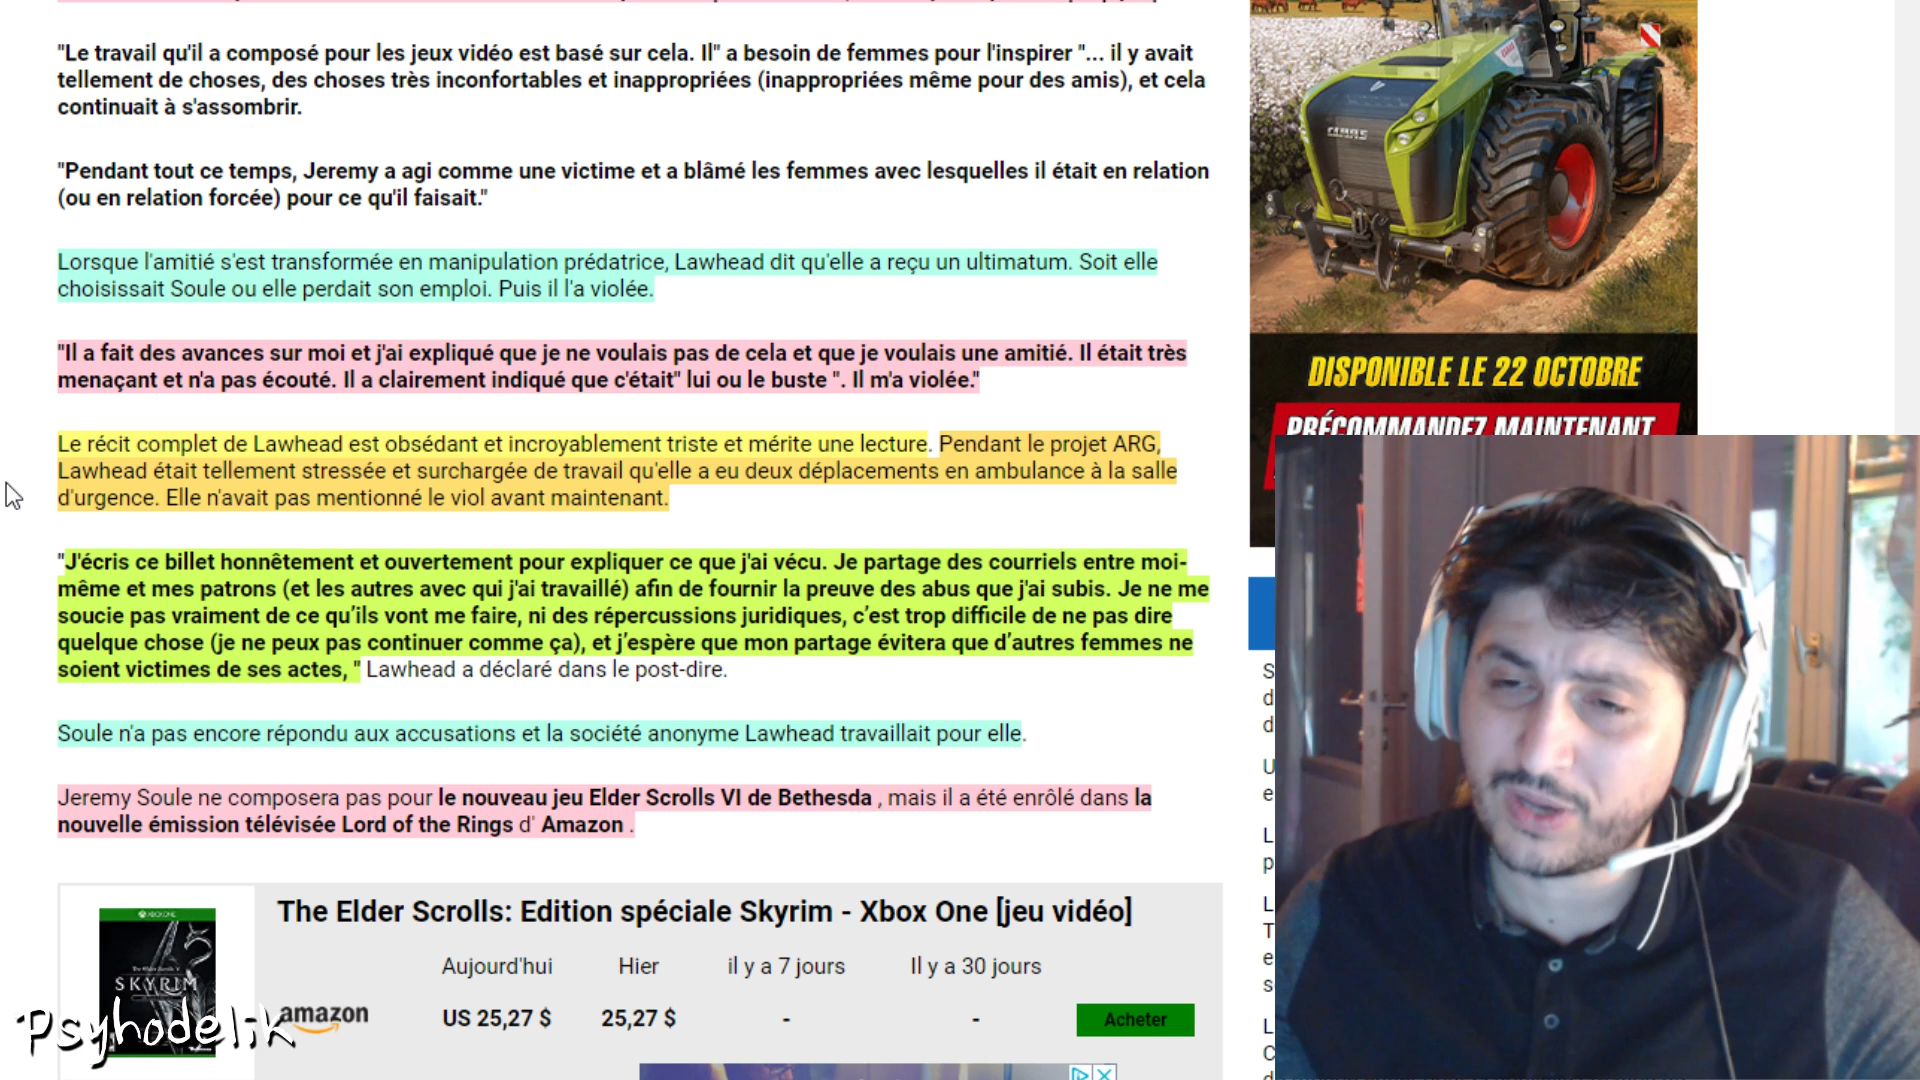 "Le travail qu'il a composé pour les jeux vidéo est basé sur cela. Il" a besoin de femmes pour l'inspirer "... il y avait
tellement de choses, des choses très inconfortables et inappropriées (inappropriées même pour des amis), et cela
continuait à s'assombrir.
"Pendant tout ce temps, Jeremy a agi comme une victime et a blâmé les femmes avec lesquelles il était en relation
(ou en relation forcée) pour ce qu'il faisait."
Lorsque l'amitié s'est transformée en manipulation prédatrice, Lawhead dit qu'elle a reçu un ultimatum. Soit elle
choisissait Soule ou elle perdait son emploi. Puis il l'a violée.
"Il a fait des avances sur moi et j'ai expliqué que je ne voulais pas de cela et que je voulais une amitié. Il était très
menaçant et n'a pas écouté. Il a clairement indiqué que c'était" lui ou le buste ". Il m'a violée."
Le récit complet de Lawhead est obsédant et incroyablement triste et mérite une lecture. Pendant le projet ARG,
Lawhead était tellement stressée et surchargée de travail qu'elle a eu deux déplacements en ambulance à la salle
d'urgence. Elle n'avait pas mentionné le viol avant maintenant.
"J'écris ce billet honnêtement et ouvertement pour expliquer ce que j'ai vécu. Je partage des courriels entre moi-
même et mes patrons (et les autres avec qui j'ai travaillé) afin de fournir la preuve des abus que j'ai subis. Je ne me
soucie pas vraiment de ce qu’ils vont me faire, ni des répercussions juridiques, c’est trop difficile de ne pas dire
quelque chose (je ne peux pas continuer comme ça), et j’espère que mon partage évitera que d’autres femmes ne
soient victimes de ses actes, " Lawhead a déclaré dans le post-dire.
Soule n'a pas encore répondu aux accusations et la société anonyme Lawhead travaillait pour elle.
Jeremy Soule ne composera pas pour le nouveau jeu Elder Scrolls VI de Bethesda , mais il a été enrôlé dans la
nouvelle émission télévisée Lord of the Rings d' Amazon .
The Elder Scrolls: Edition spéciale Skyrim - Xbox One [jeu vidéo]
Aujourd'hui Hier il y a 7 jours Il y a 30 jours
amazon US 25,27 $ 25,27 $ - - Acheter
XBOX ONE
The Elder Scrolls V
SKYRIM
Psyhodelik
CLAAS
DISPONIBLE LE 22 OCTOBRE
PRÉCOMMANDEZ MAINTENANT
S
d
d
U
e
L
p
L
T
e
s
L
C
d